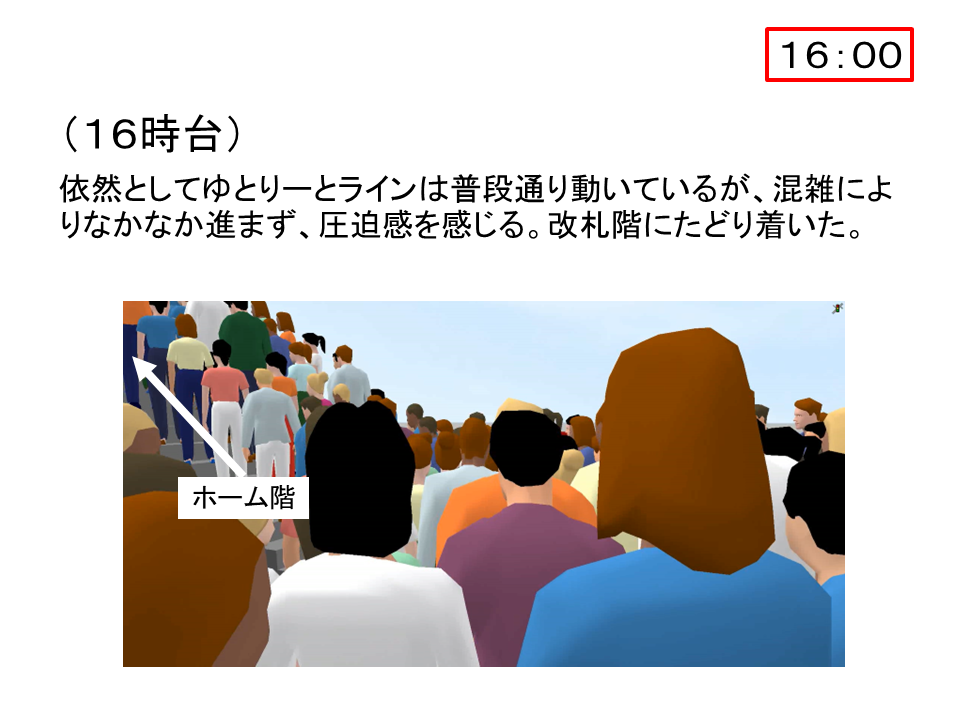 １６：００
（１６時台）
依然としてゆとりーとラインは普段通り動いているが、混雑によ
りなかなか進まず、圧迫感を感じる。改札階にたどり着いた。
ホーム階